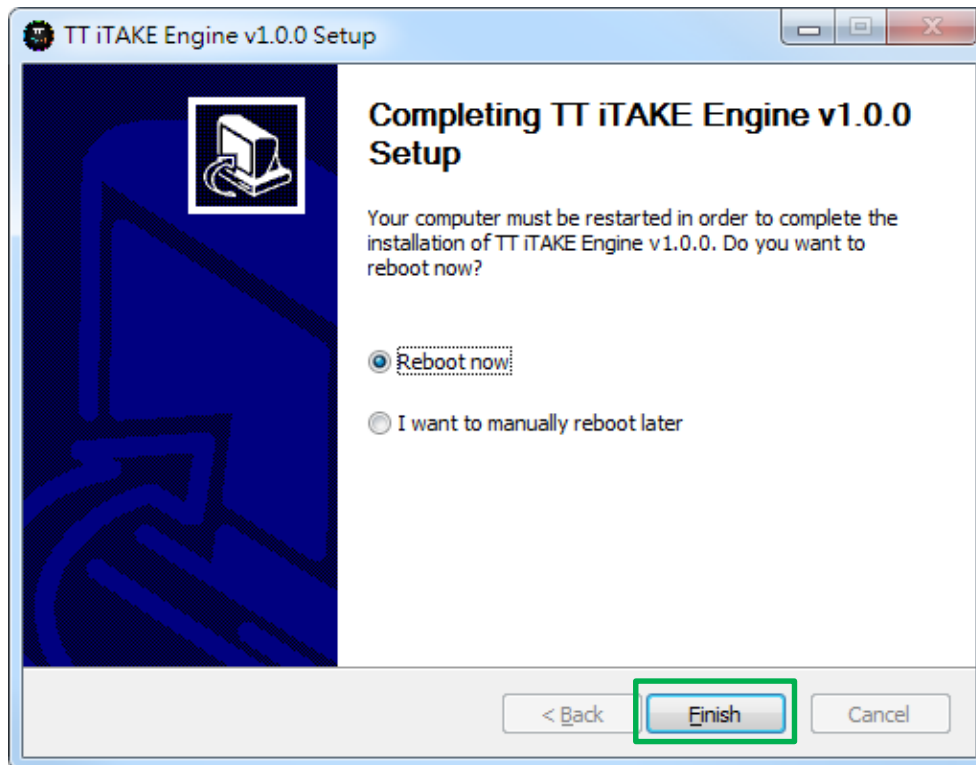 TT iTAKE Engine v1.0.0 Setup
Completing TT iTAKE Engine v1.0.0
Setup
Your computer must be restarted in order to complete the
installation of TT iTAKE Engine v1.0.0. Do you want to
reboot now?
Reboot now
I want to manually reboot later
< Back Finish Cancel